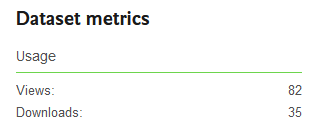 Dataset metrics
Usage
Views: 82
Downloads: 35